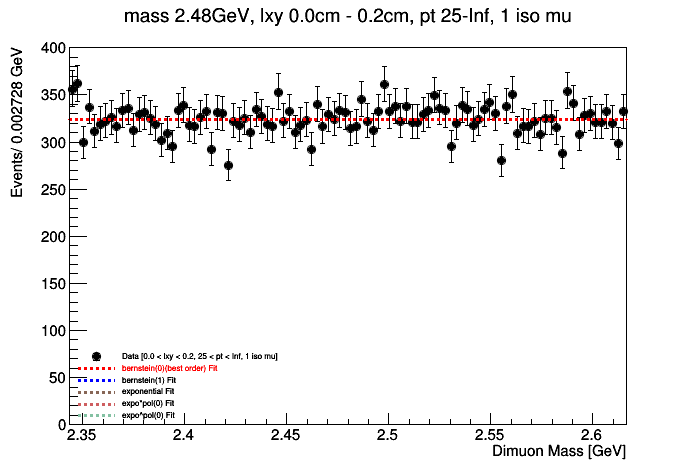 mass 2.48GeV, lxy 0.0cm - 0.2cm, pt 25-Inf, 1 iso mu
Events/ 0.002728 GeV
400
350
300
250
200
150
100
50
0
Data [0.0 < lxy < 0.2, 25 < pt < Inf, 1 iso mu]
bernstein(0)(best order) Fit
bernstein(1) Fit
exponential Fit
expo*pol(0) Fit
expo^pol(0) Fit
2.35 2.4 2.45 2.5 2.55 2.6
Dimuon Mass [GeV]